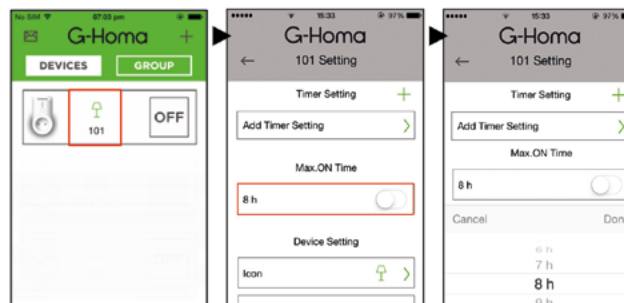 No SIM 07:03 pm
G-Homa +
DEVICES GROUP
101 OFF
15:33 97%
G-Homa
← 101 Setting
Timer Setting +
Add Timer Setting >
Max.ON Time
8 h
Device Setting
Icon >
15:33 97%
G-Homa
← 101 Setting
Timer Setting +
Add Timer Setting
Max.ON Time
8 h
Cancel Don
6 h
7 h
8 h
9 h